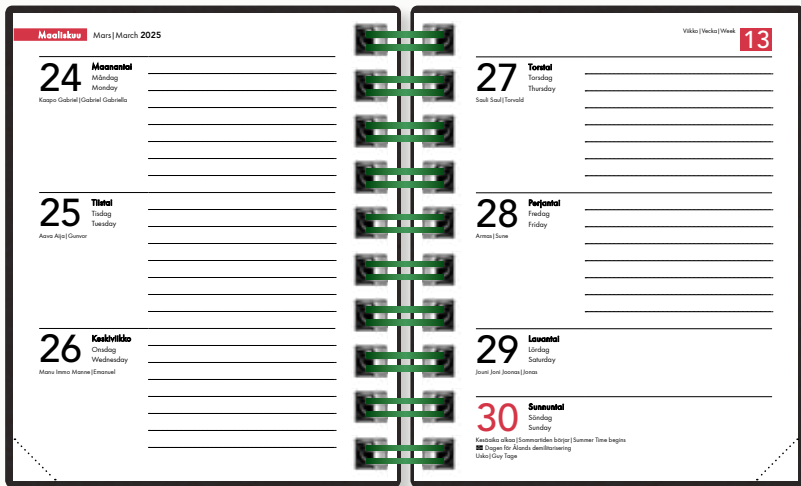 Maaliskuu Mars|March 2025
24 Maanantai
Måndag
Monday
Kaapo Gabriel|Gabriel Gabriella
25 Tiistai
Tisdag
Tuesday
Aava Aija|Gunvor
26 Keskiviikko
Onsdag
Wednesday
Manu Immo Manne|Emanuel
Viikko|Vecka|Week 13
27 Torstai
Torsdag
Thursday
Sauli Saul|Torvald
28 Perjantai
Fredag
Friday
Armas|Sune
29 Lauantai
Lördag
Saturday
Jouni Joni Joonas|Jonas
30 Sunnuntai
Söndag
Sunday
Kesäaika alkaa|Sommartiden börjar|Summer Time begins
Dagen för Ålands demilitarisering
Usko|Guy Tage